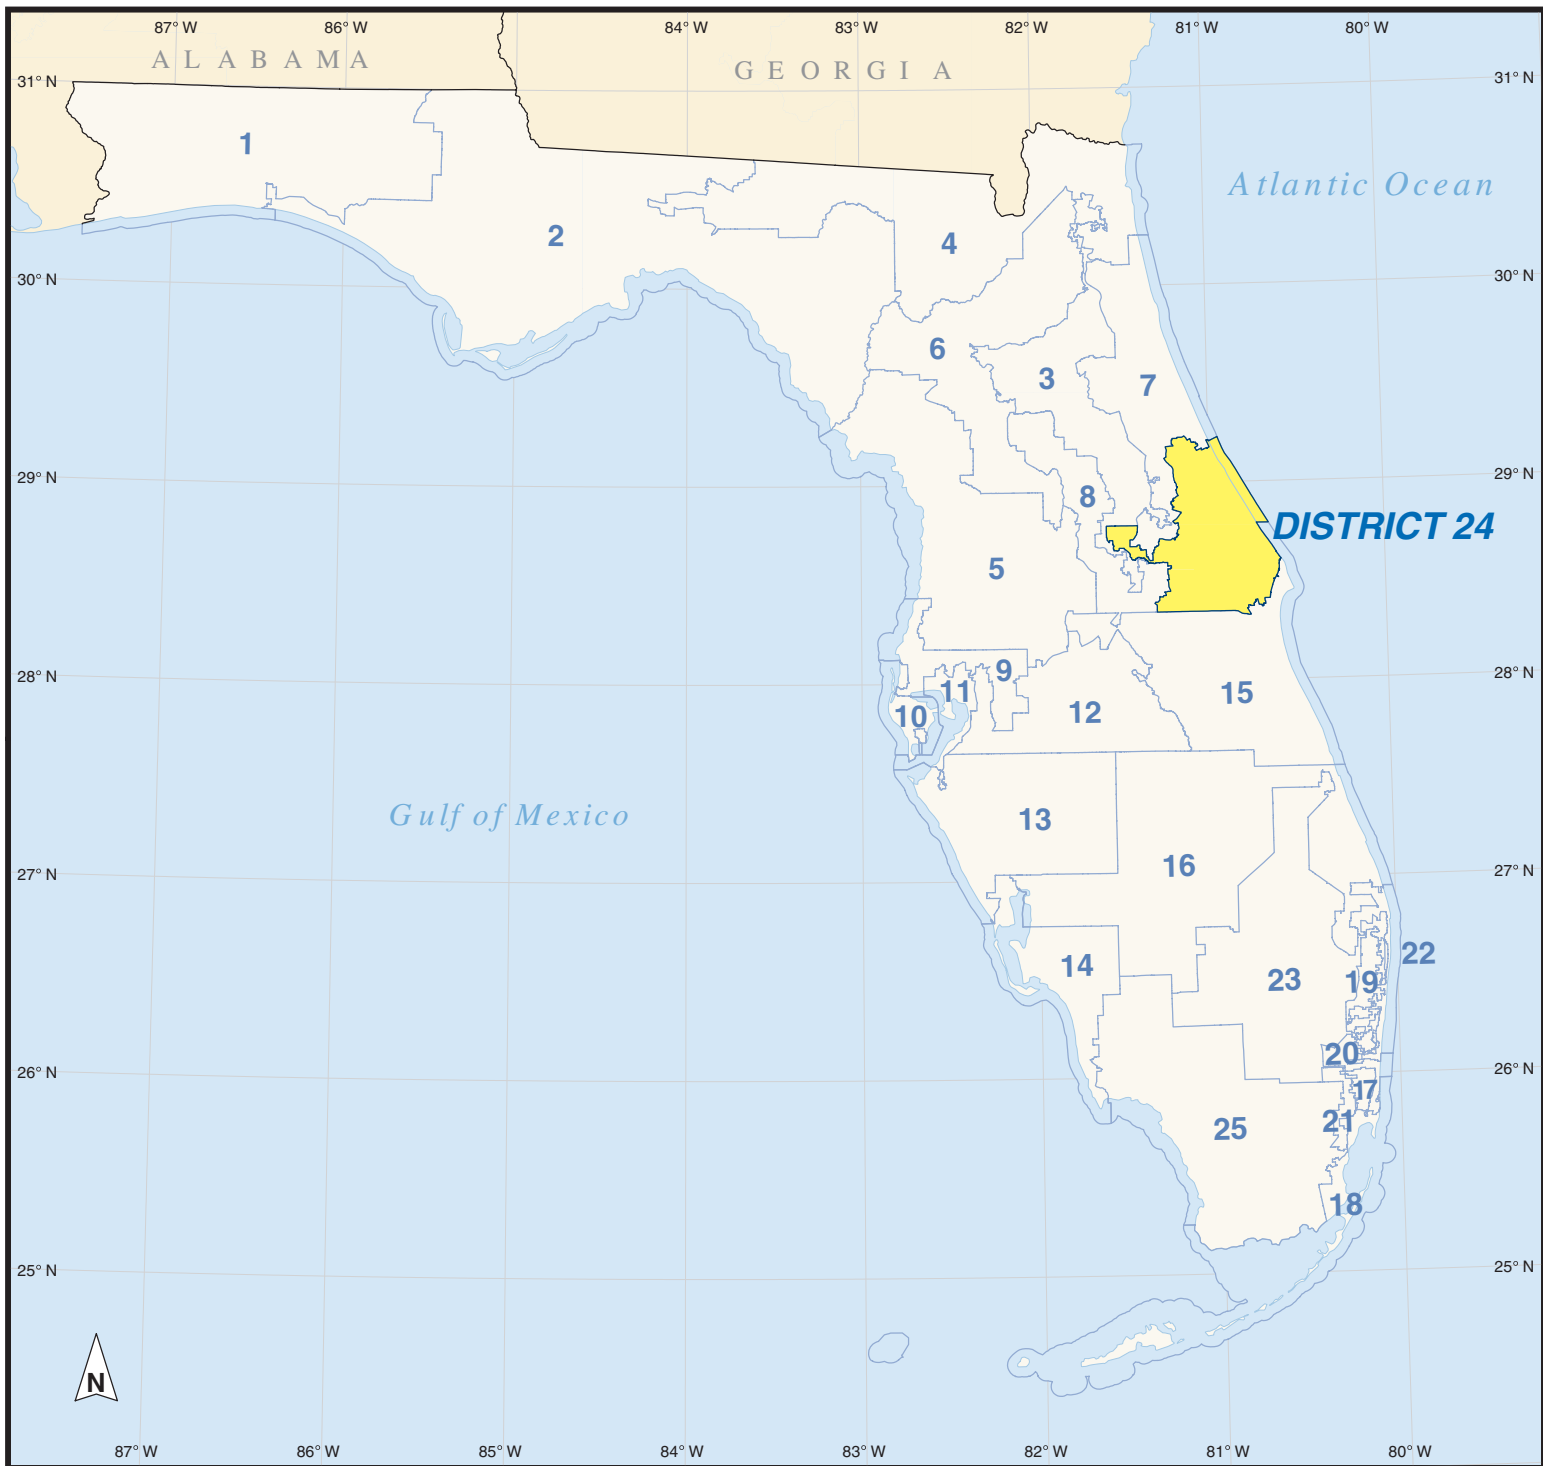 87° W 86° W 84° W 83° W 82° W 81° W 80° W
ALABAMA
GEORGIA
31° N 31° N
1
Atlantic Ocean
2
4
30° N 30° N
6
3
7
29° N 29° N
8
DISTRICT 24
5
28° N 28° N
9
11
15
10
12
Gulf of Mexico
13
16
27° N 27° N
22
14
23
19
20
26° N 26° N
17
21
25
18
25° N 25° N
N
87° W 86° W 85° W 84° W 83° W 82° W 81° W 80° W